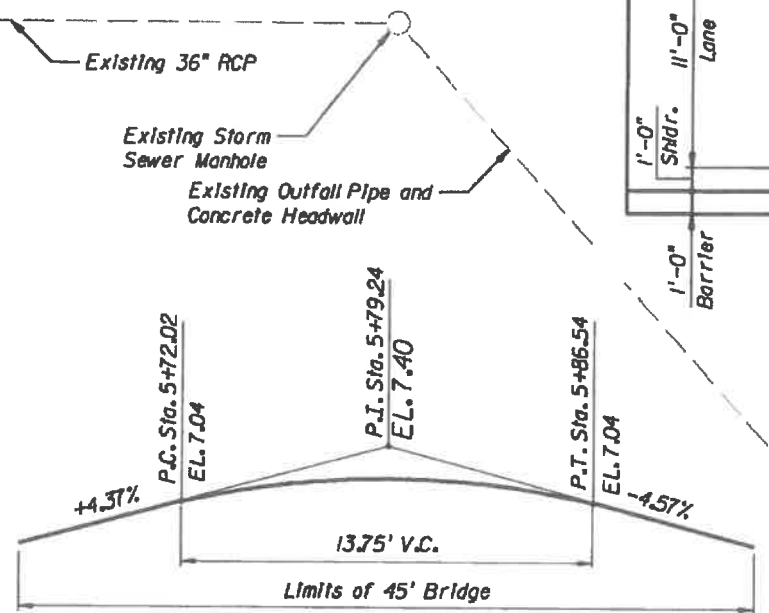 Existing 36" RCP
Existing Storm
Sewer Manhole
Existing Outfall Pipe and
Concrete Headwall
11'-0"
Lane
1'-0"
Shldr.
1'-0"
Barrier
P.C. Sta. 5+72.02
EL. 7.04
P.I. Sta. 5+79.24
EL. 7.40
P.T. Sta. 5+86.54
EL. 7.04
+4.37%
-4.57%
13.75' V.C.
Limits of 45' Bridge